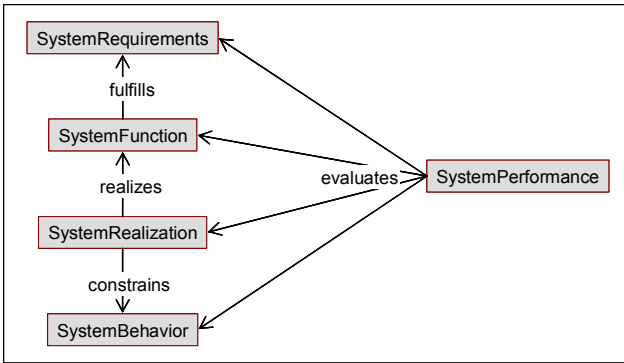 SystemRequirements
fulfills
SystemFunction
realizes
evaluates
SystemPerformance
SystemRealization
constrains
SystemBehavior